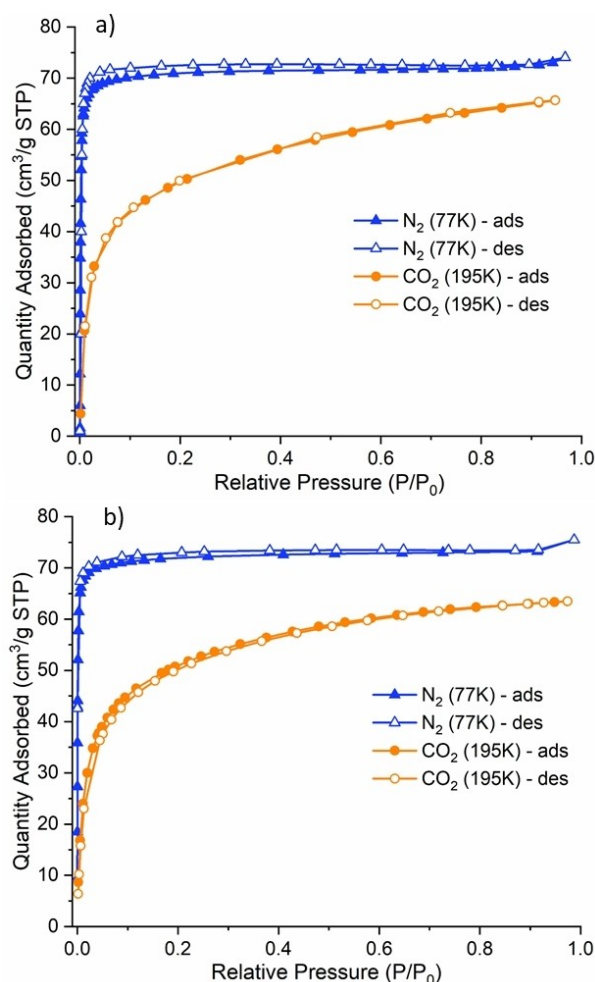 a)
80
70
60
50
40
30
20
10
0
Quantity Adsorbed (cm³/g STP)
N₂ (77K) - ads
N₂ (77K) - des
CO₂ (195K) - ads
CO₂ (195K) - des
0.0 0.2 0.4 0.6 0.8 1.0
Relative Pressure (P/P₀)
b)
80
70
60
50
40
30
20
10
0
Quantity Adsorbed (cm³/g STP)
N₂ (77K) - ads
N₂ (77K) - des
CO₂ (195K) - ads
CO₂ (195K) - des
0.0 0.2 0.4 0.6 0.8 1.0
Relative Pressure (P/P₀)